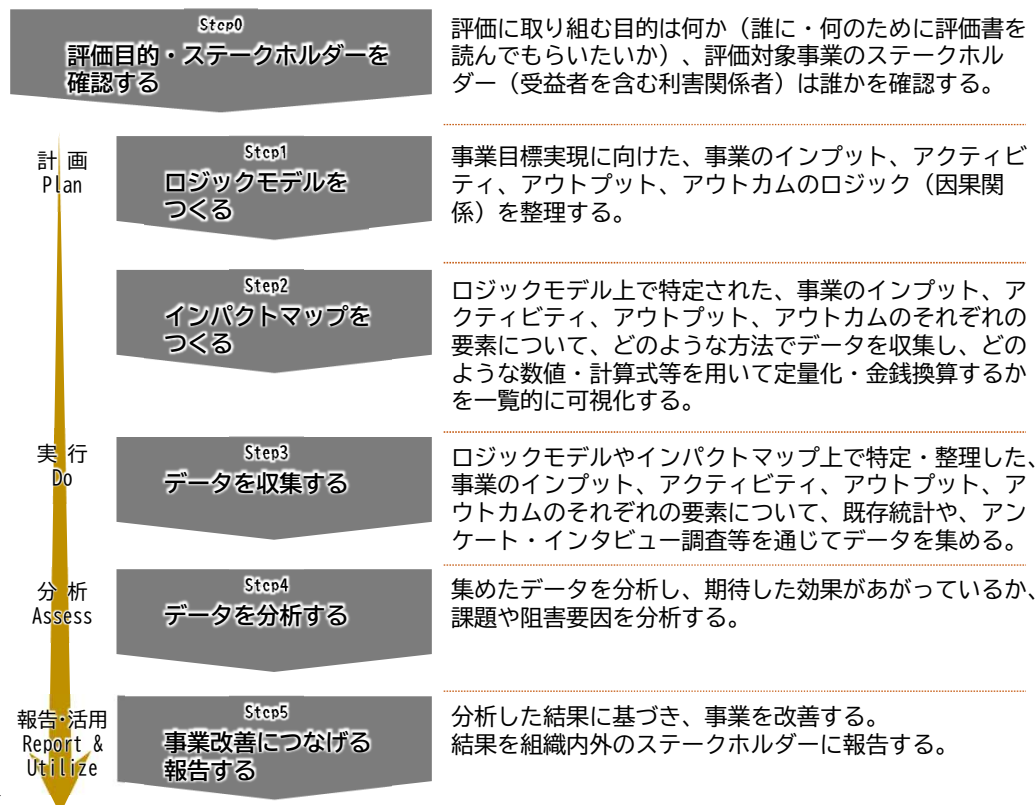 Step0
評価目的・ステークホルダーを
確認する
評価に取り組む目的は何か（誰に・何のために評価書を
読んでもらいたいか）、評価対象事業のステークホル
ダー（受益者を含む利害関係者）は誰かを確認する。
計 画
Plan
Step1
ロジックモデルを
つくる
事業目標実現に向けた、事業のインプット、アクティビ
ティ、アウトプット、アウトカムのロジック（因果関
係）を整理する。
Step2
インパクトマップを
つくる
ロジックモデル上で特定された、事業のインプット、ア
クティビティ、アウトプット、アウトカムのそれぞれの
要素について、どのような方法でデータを収集し、どの
ような数値・計算式等を用いて定量化・金銭換算するか
を一覧的に可視化する。
実 行
Do
Step3
データを収集する
ロジックモデルやインパクトマップ上で特定・整理した、
事業のインプット、アクティビティ、アウトプット、ア
ウトカムのそれぞれの要素について、既存統計や、アン
ケート・インタビュー調査等を通じてデータを集める。
分 析
Assess
Step4
データを分析する
集めたデータを分析し、期待した効果があがっているか、
課題や阻害要因を分析する。
報告・活用
Report &
Utilize
Step5
事業改善につなげる
報告する
分析した結果に基づき、事業を改善する。
結果を組織内外のステークホルダーに報告する。